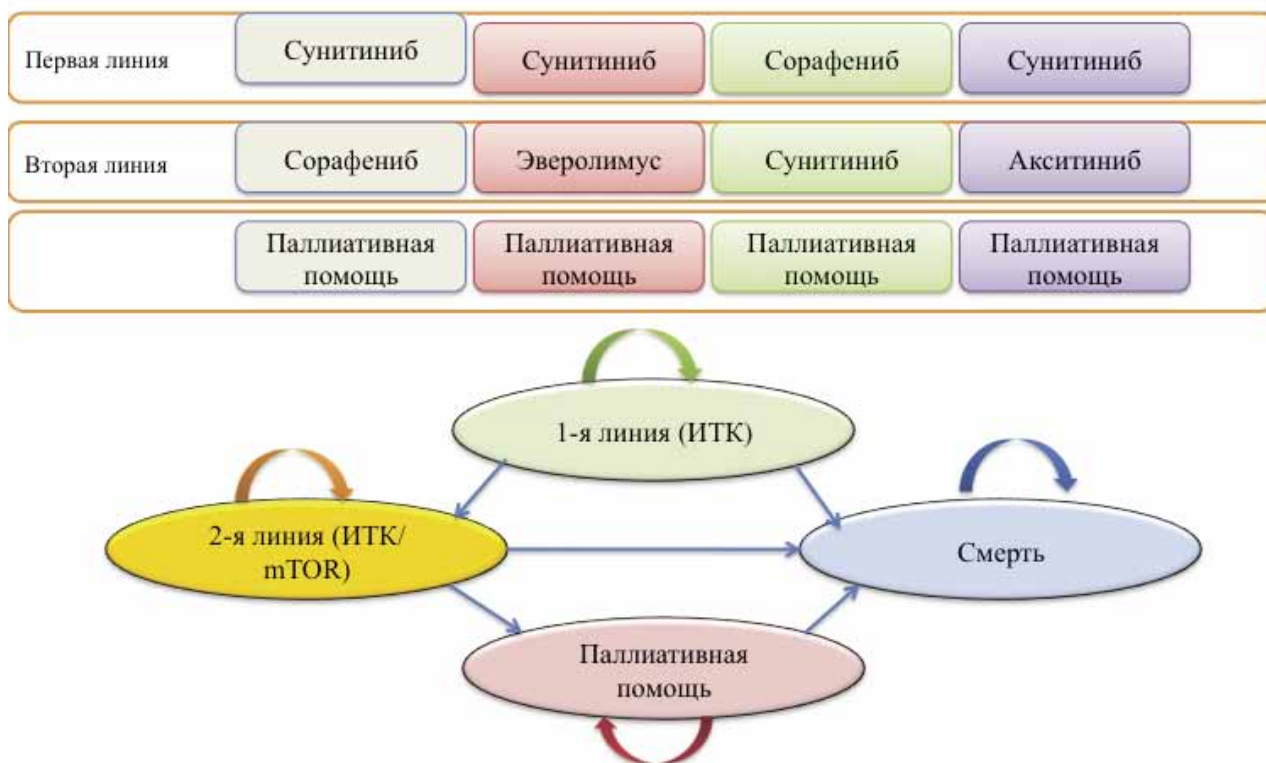 Первая линия
Сунитиниб
Сунитиниб
Сорафениб
Сунитиниб
Вторая линия
Сорафениб
Эверолимус
Сунитиниб
Акситиниб
Паллиативная
помощь
Паллиативная
помощь
Паллиативная
помощь
Паллиативная
помощь
1-я линия (ИТК)
2-я линия (ИТК/
mTOR)
Смерть
Паллиативная
помощь